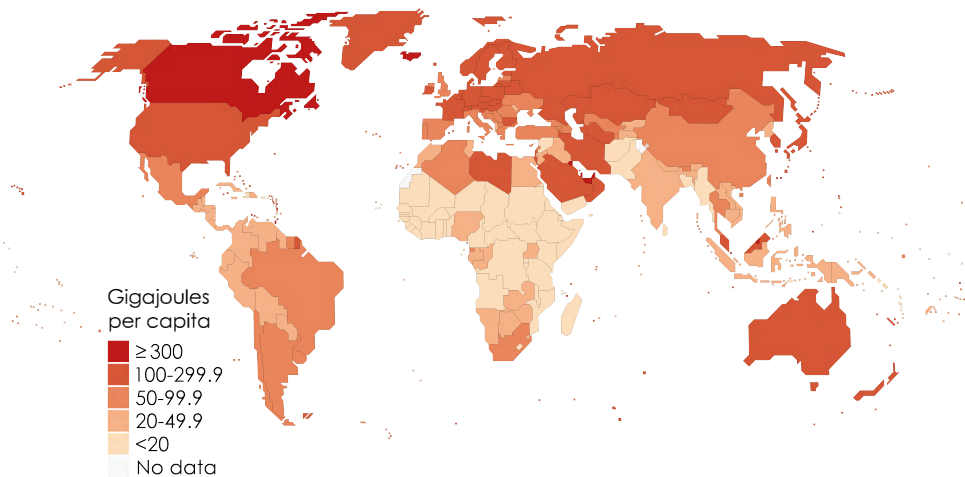 Gigajoules
per capita
≥ 300
100-299.9
50-99.9
20-49.9
<20
No data